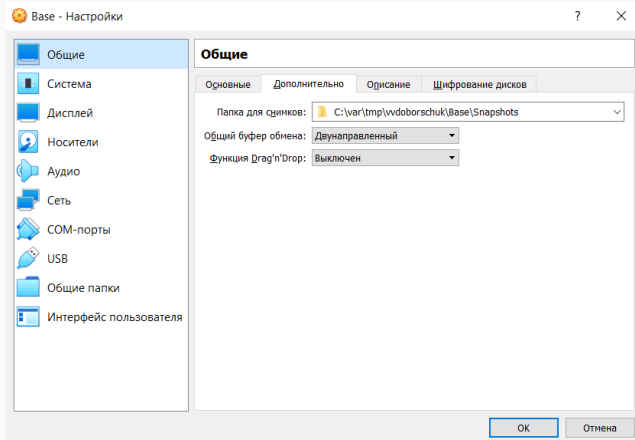 Base - Настройки
Общие
Система
Дисплей
Носители
Аудио
Сеть
COM-порты
USB
Общие папки
Интерфейс пользователя
Общие
Основные Дополнительно Описание Шифрование дисков
Папка для снимков: C:\var\tmp\vvdoborschuk\Base\Snapshots
Общий буфер обмена: Двунаправленный
Функция Drag'n'Drop: Выключен
OK Отмена